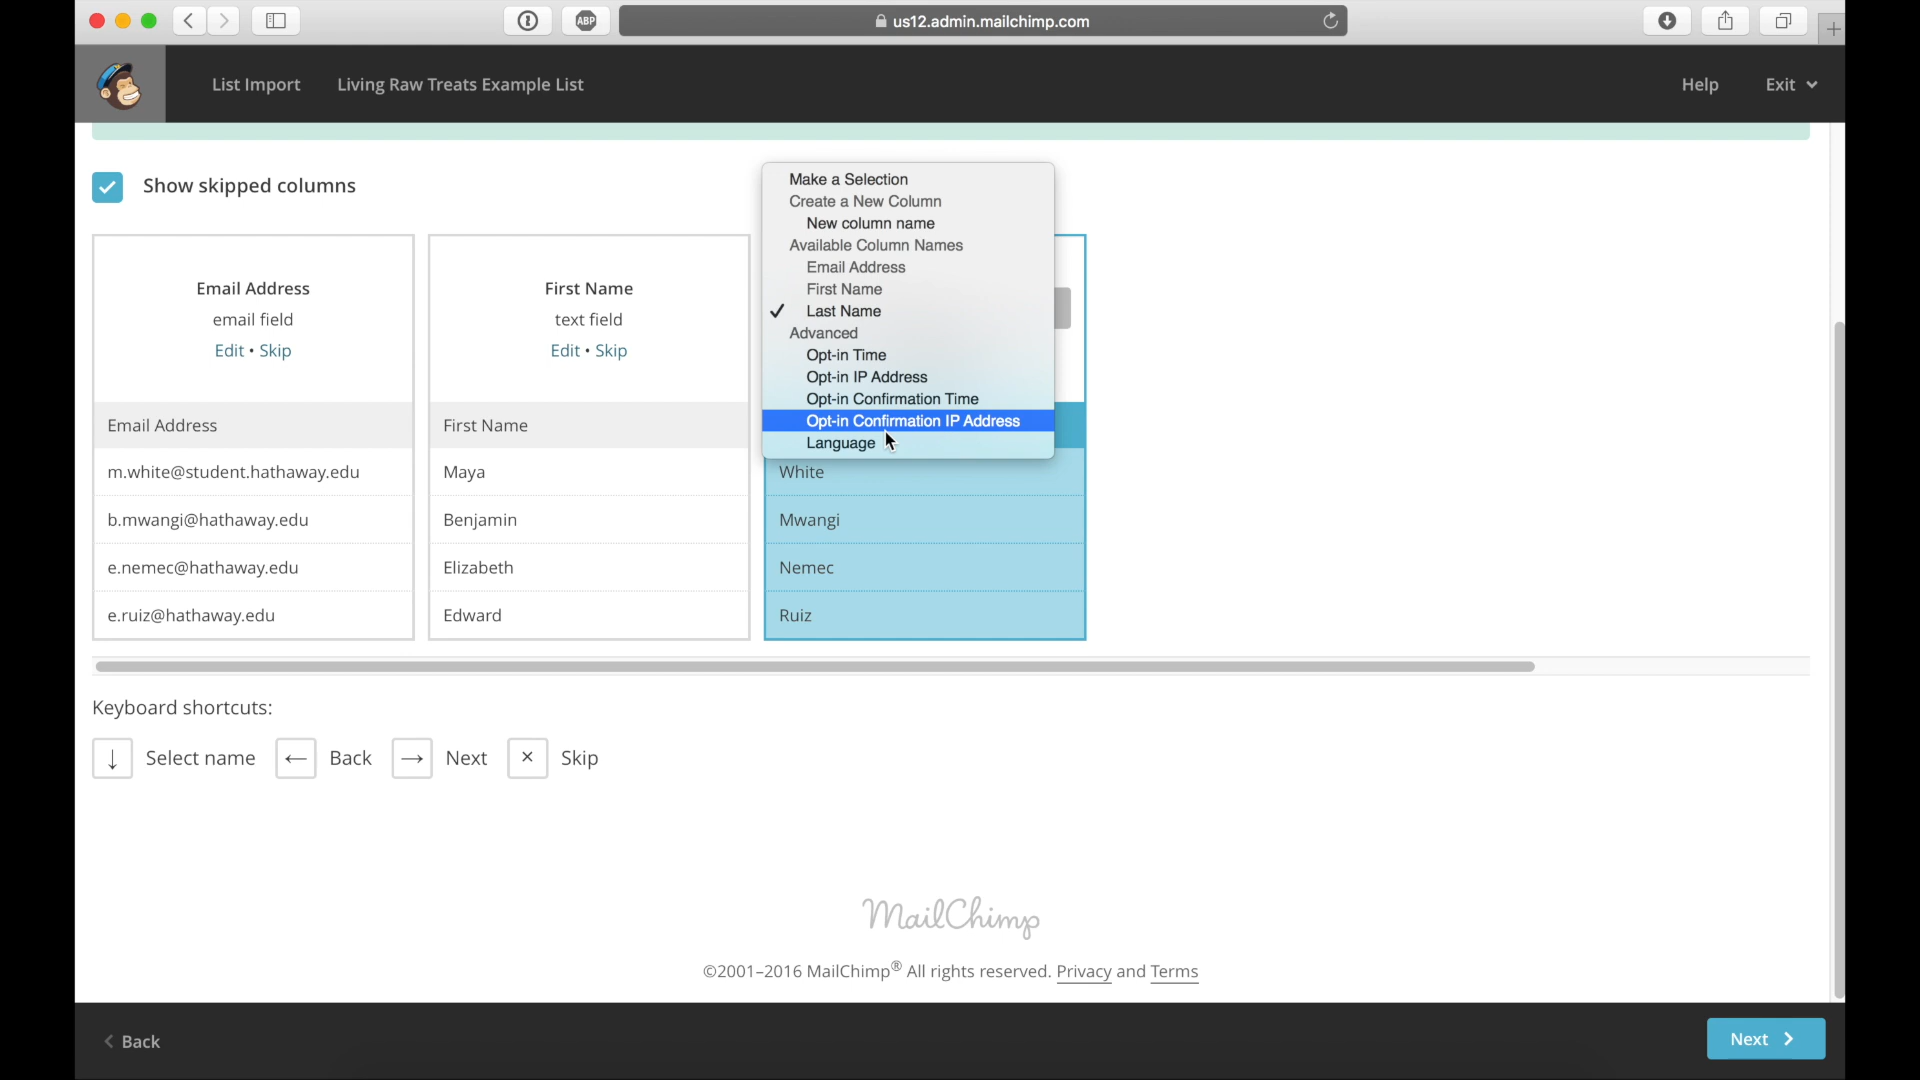 ABP
us12.admin.mailchimp.com
List Import
Living Raw Treats Example List
Help
Exit
Show skipped columns
Make a Selection
Create a New Column
New column name
Available Column Names
Email Address
First Name
✓ Last Name
Advanced
Opt-in Time
Opt-in IP Address
Opt-in Confirmation Time
Opt-in Confirmation IP Address
Language
Email Address
email field
Edit • Skip
Email Address
m.white@student.hathaway.edu
b.mwangi@hathaway.edu
e.nemec@hathaway.edu
e.ruiz@hathaway.edu
First Name
text field
Edit • Skip
First Name
Maya
Benjamin
Elizabeth
Edward
White
Mwangi
Nemec
Ruiz
Keyboard shortcuts:
↓ Select name ← Back → Next × Skip
MailChimp
©2001–2016 MailChimp® All rights reserved. Privacy and Terms
Back
Next